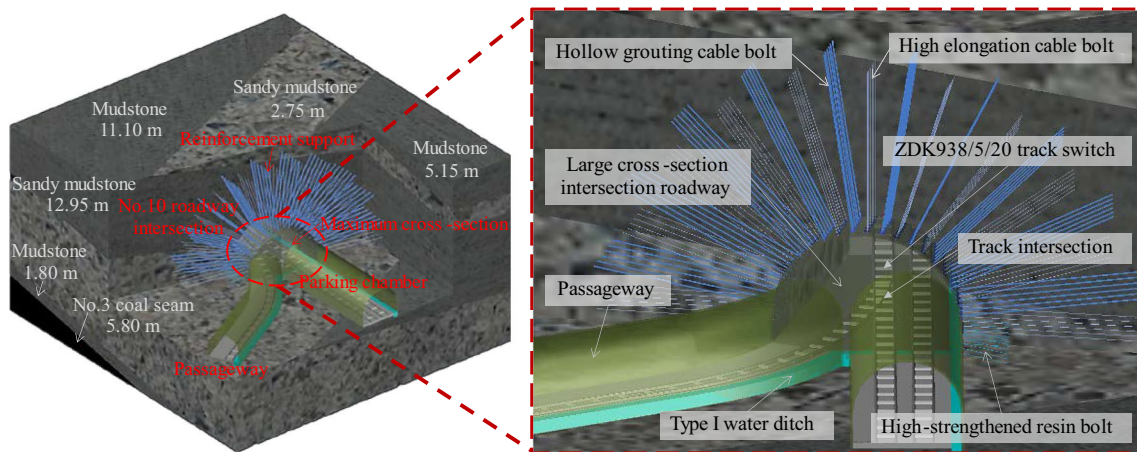 Mudstone
11.10 m
Sandy mudstone
2.75 m
Reinforcement support
Mudstone
5.15 m
Sandy mudstone
12.95 m
No.10 roadway
intersection
Maximum cross -section
Mudstone
1.80 m
Parking chamber
No.3 coal seam
5.80 m
Passageway
Hollow grouting cable bolt
High elongation cable bolt
Large cross -section
intersection roadway
ZDK938/5/20 track switch
Track intersection
Passageway
Type I water ditch
High-strengthened resin bolt